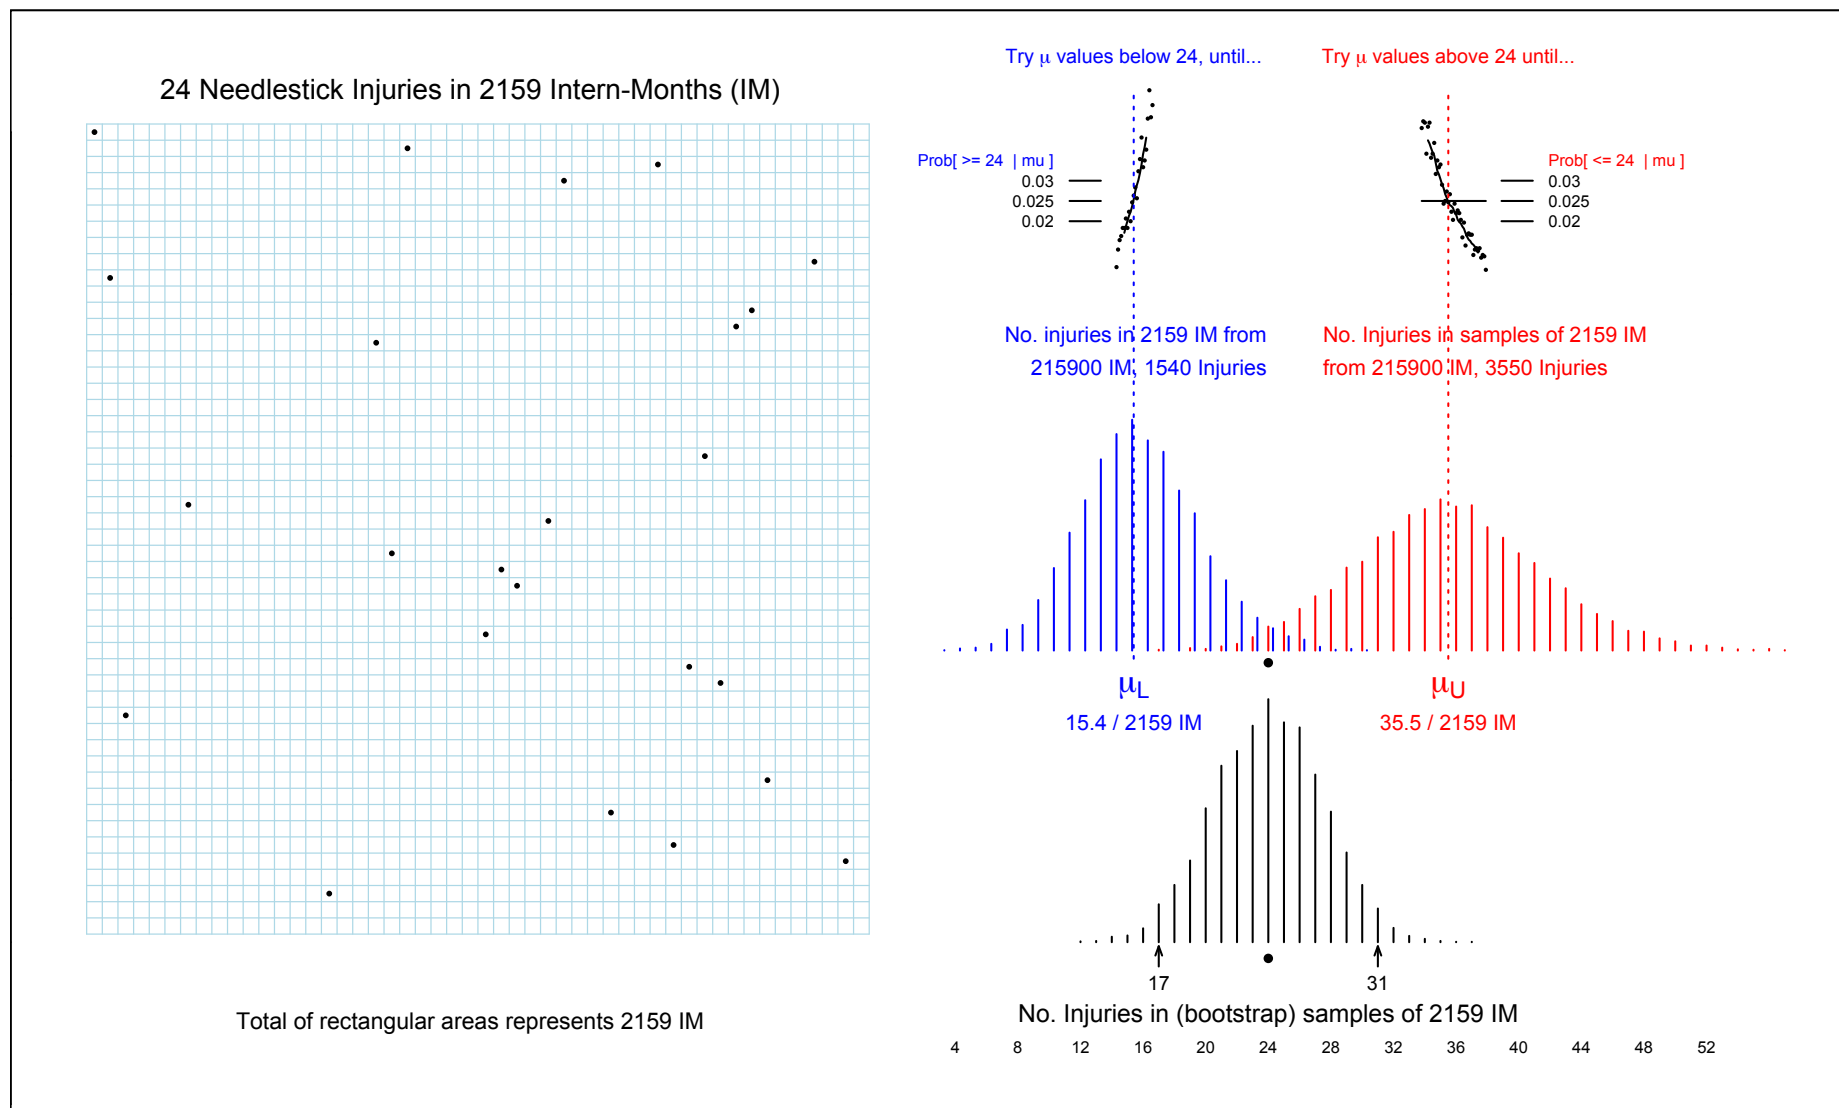 24 Needlestick Injuries in 2159 Intern-Months (IM)
Total of rectangular areas represents 2159 IM
Try μ values below 24, until...
Try μ values above 24 until...
Prob[ >= 24 | mu ]
0.03
0.025
0.02
Prob[ <= 24 | mu ]
0.03
0.025
0.02
No. injuries in 2159 IM from
215900 IM, 1540 Injuries
No. Injuries in samples of 2159 IM
from 215900 IM, 3550 Injuries
μL
15.4 / 2159 IM
μU
35.5 / 2159 IM
17
31
No. Injuries in (bootstrap) samples of 2159 IM
4 8 12 16 20 24 28 32 36 40 44 48 52